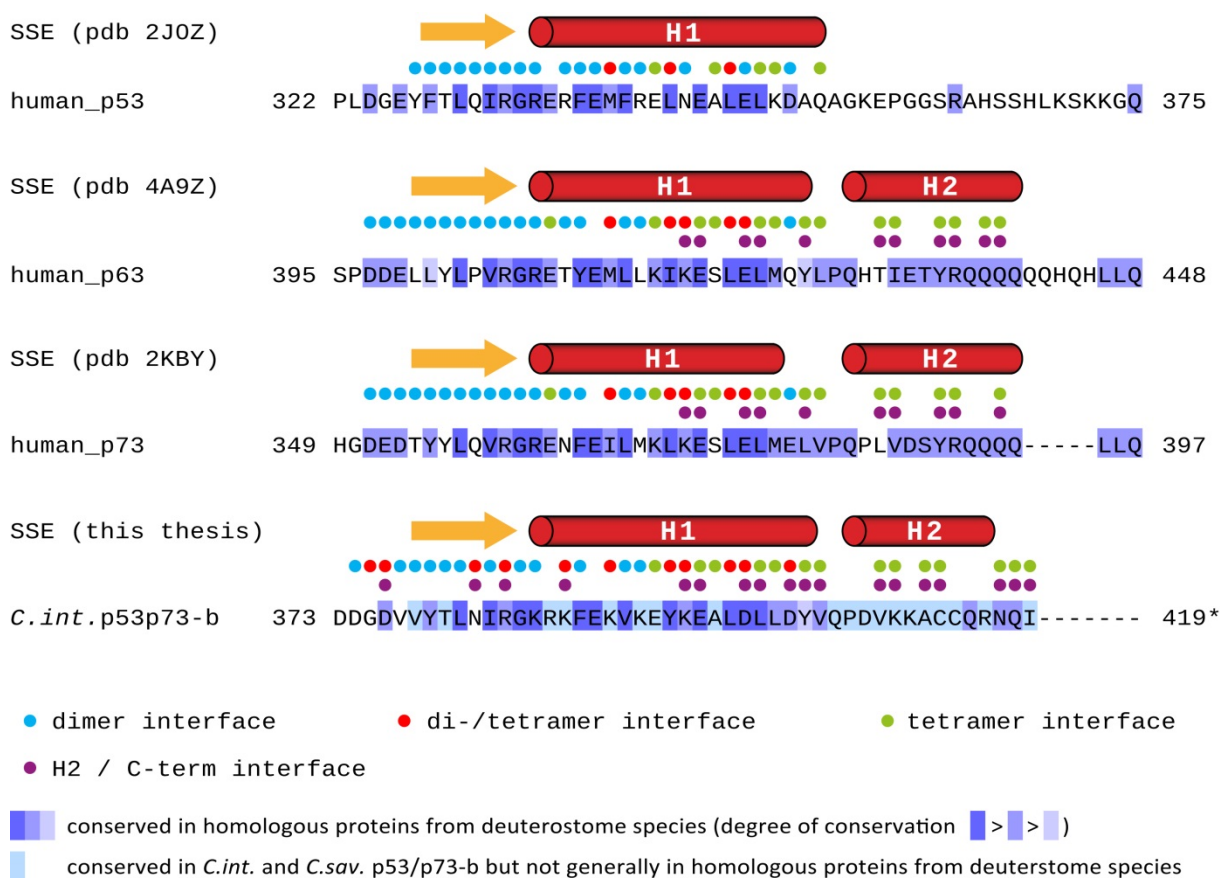 SSE (pdb 2JOZ)
H1
human_p53 322 PLDGEYFTLQIRGRERFEMFRELNEALELKDAQAGKEPGGSRAHSSHLKSKKGQ 375
SSE (pdb 4A9Z)
H1 H2
human_p63 395 SPDDELLYLPVRGRETYEMLLKIKESLELMQYLPQHTIETYRQQQQQQHQHLLQ 448
SSE (pdb 2KBY)
H1 H2
human_p73 349 HGDEDTYYLQVRGRENFEILMKLKESLELMELVPQPLVDSYRQQQQ-----LLQ 397
SSE (this thesis)
H1 H2
C.int.p53p73-b 373 DDGDVVYTLNIRGKRKFEKVKEYKEALDLLDYVQPDVKKACCQRNQI------- 419*
dimer interface di-/tetramer interface tetramer interface
H2 / C-term interface
conserved in homologous proteins from deuterostome species (degree of conservation > > )
conserved in C.int. and C.sav. p53/p73-b but not generally in homologous proteins from deuterstome species